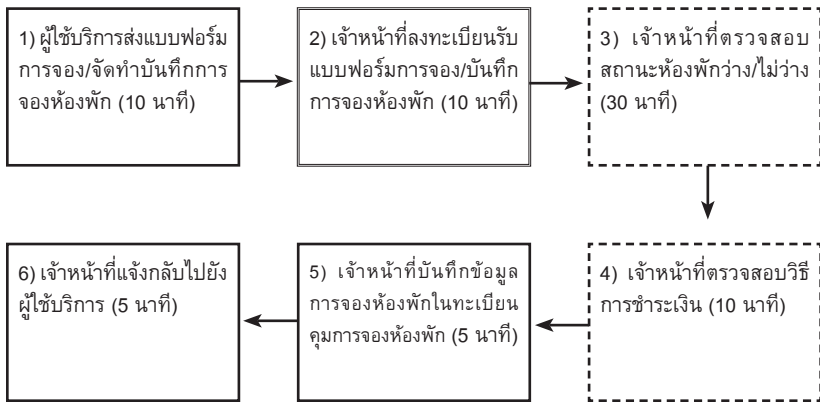 1) ผู้ใช้บริการส่งแบบฟอร์ม
การจอง/จัดทำบันทึกการ
จองห้องพัก (10 นาที)
2) เจ้าหน้าที่ลงทะเบียนรับ
แบบฟอร์มการจอง/บันทึก
การจองห้องพัก (10 นาที)
3) เจ้าหน้าที่ตรวจสอบ
สถานะห้องพักว่าง/ไม่ว่าง
(30 นาที)
4) เจ้าหน้าที่ตรวจสอบวิธี
การชำระเงิน (10 นาที)
5) เจ้าหน้าที่บันทึกข้อมูล
การจองห้องพักในทะเบียน
คุมการจองห้องพัก (5 นาที)
6) เจ้าหน้าที่แจ้งกลับไปยัง
ผู้ใช้บริการ (5 นาที)